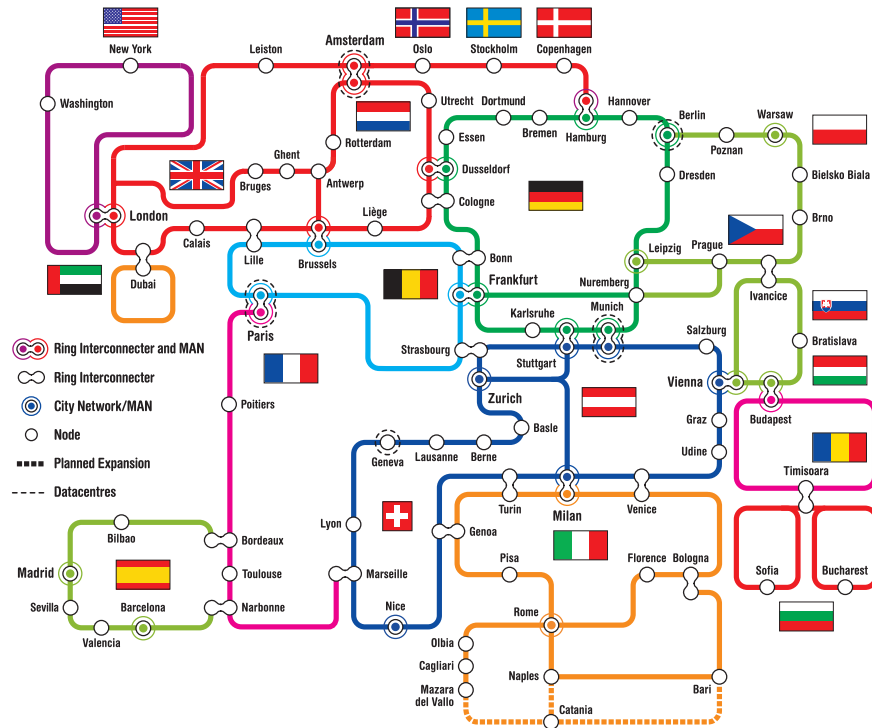 New York
Leiston
Amsterdam
Oslo
Stockholm
Copenhagen
Washington
Utrecht
Dortmund
Hannover
Berlin
Warsaw
Bremen
Hamburg
Essen
Poznan
Rotterdam
Ghent
Bruges
Antwerp
Dusseldorf
Dresden
Bielsko Biala
Cologne
London
Liège
Brno
Calais
Lille
Brussels
Bonn
Leipzig
Prague
Dubai
Frankfurt
Nuremberg
Ivancice
Karlsruhe
Munich
Paris
Salzburg
Bratislava
Ring Interconnecter and MAN
Strasbourg
Stuttgart
Ring Interconnecter
Zurich
Vienna
City Network/MAN
Poitiers
Budapest
Node
Basle
Graz
Planned Expansion
Geneva
Lausanne
Berne
Udine
Datacentres
Timisoara
Turin
Milan
Venice
Lyon
Bilbao
Bordeaux
Genoa
Madrid
Toulouse
Marseille
Pisa
Florence
Bologna
Sofia
Bucharest
Sevilla
Barcelona
Narbonne
Nice
Rome
Valencia
Olbia
Cagliari
Naples
Bari
Mazara
del Vallo
Catania